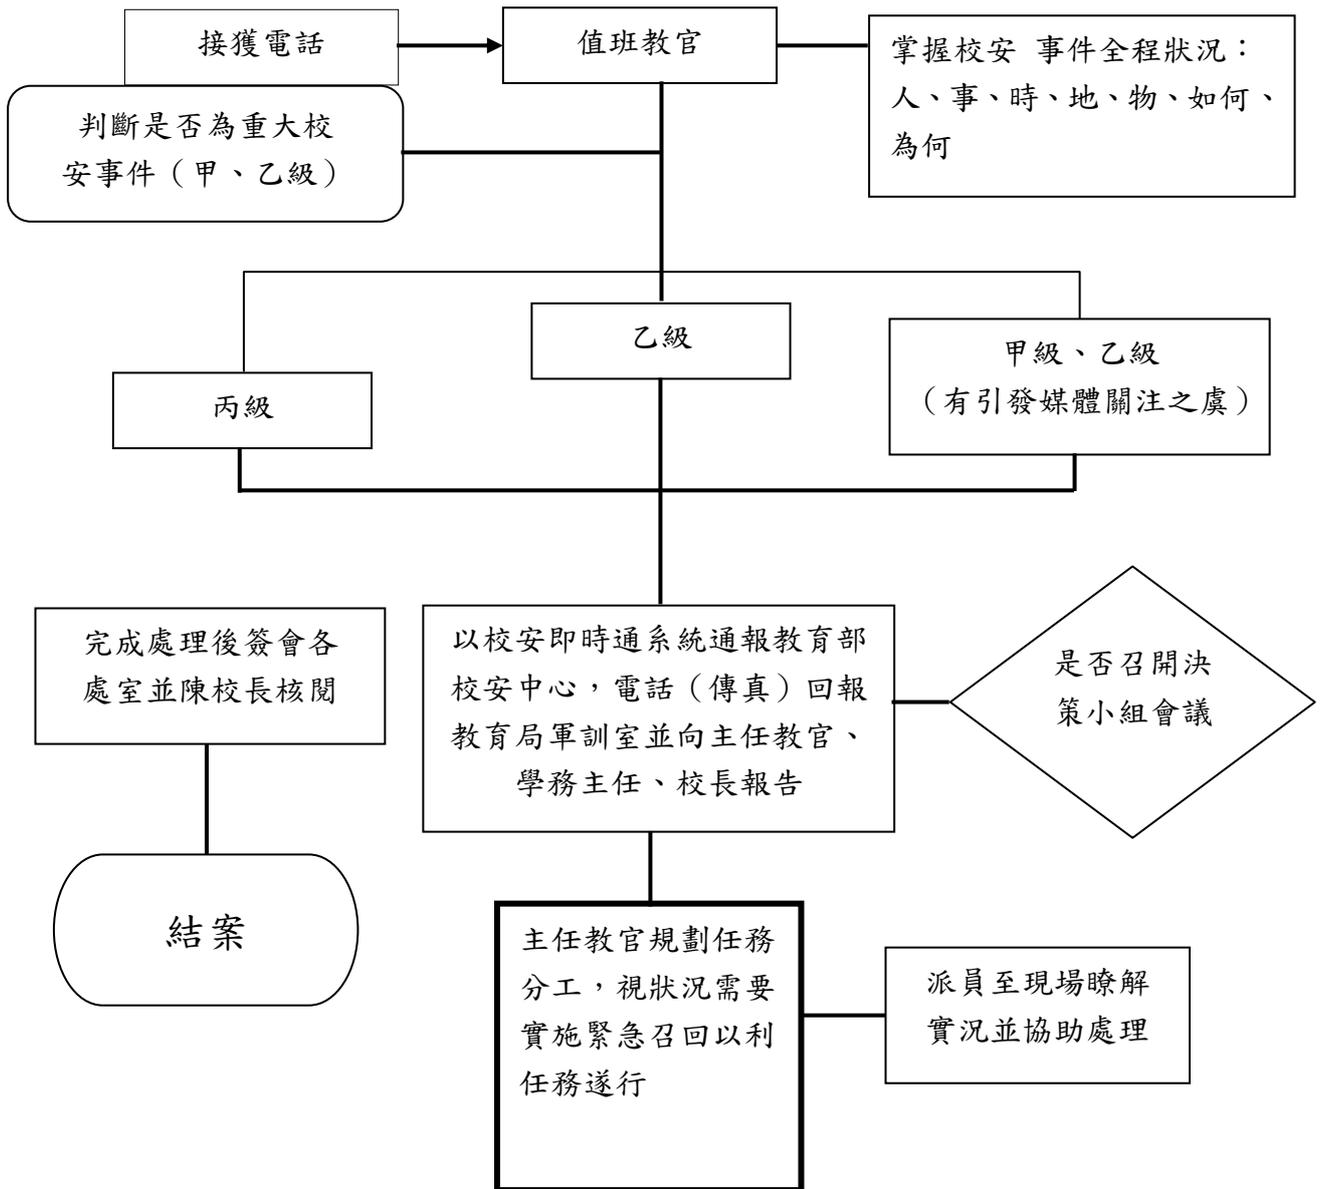 接獲電話
值班教官
掌握校安 事件全程狀況：
人、事、時、地、物、如何、
為何
判斷是否為重大校
安事件（甲、乙級）
乙級
甲級、乙級
（有引發媒體關注之虞）
丙級
完成處理後簽會各
處室並陳校長核閱
以校安即時通系統通報教育部
校安中心，電話（傳真）回報
教育局軍訓室並向主任教官、
學務主任、校長報告
是否召開決
策小組會議
結案
主任教官規劃任務
分工，視狀況需要
實施緊急召回以利
任務遂行
派員至現場瞭解
實況並協助處理